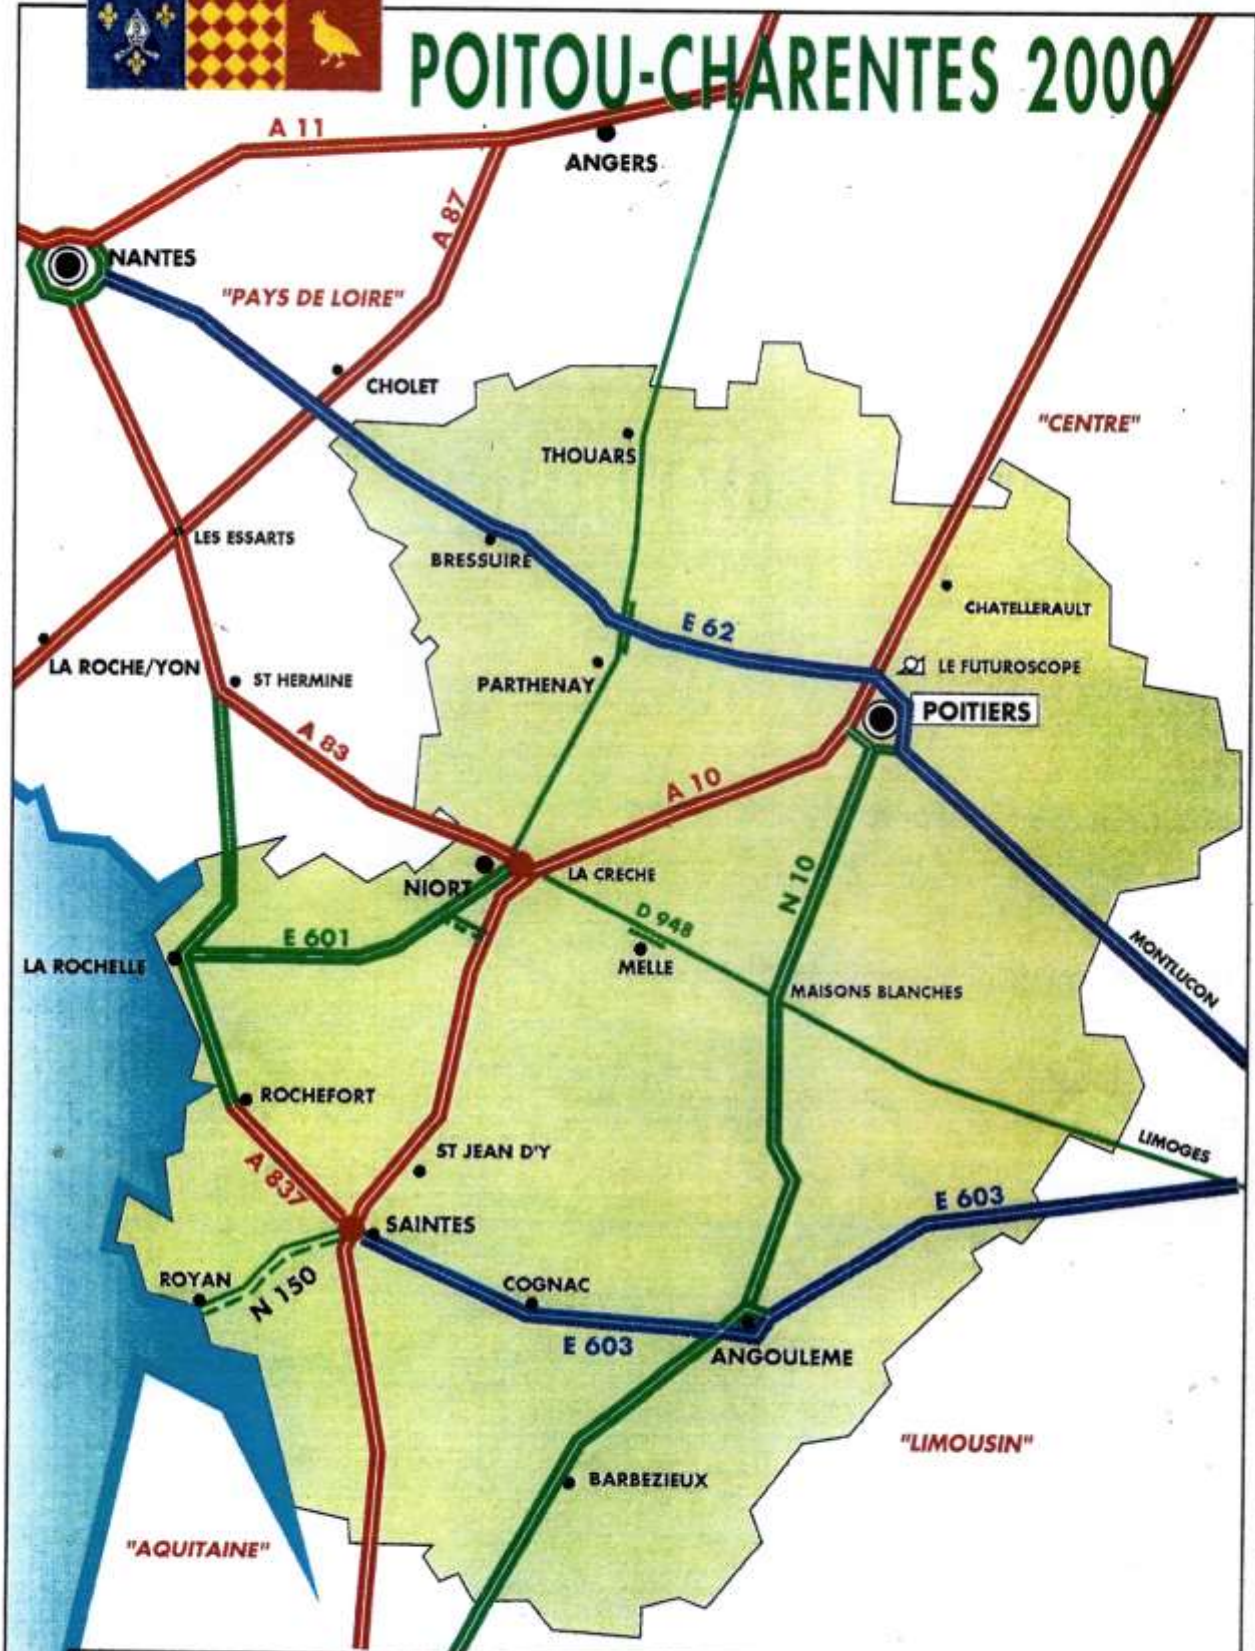 POITOU-CHARENTES 2000
A 11
ANGERS
A 87
NANTES
"PAYS DE LOIRE"
CHOLET
"CENTRE"
THOUARS
LES ESSARTS
BRESSUIRE
CHATELLERAULT
E 62
LA ROCHE/YON
ST HERMINE
PARTHENAY
LE FUTUROSCOPE
POITIERS
A 83
A 10
NIORT
LA CRECHE
N 10
E 601
D 948
LA ROCHELLE
MELLE
MAISONS BLANCHES
MONTLUCON
ROCHEFORT
ST JEAN D'Y
LIMOGES
A 837
SAINTES
E 603
ROYAN
N 150
COGNAC
E 603
ANGOULEME
"LIMOUSIN"
BARBEZIEUX
"AQUITAINE"